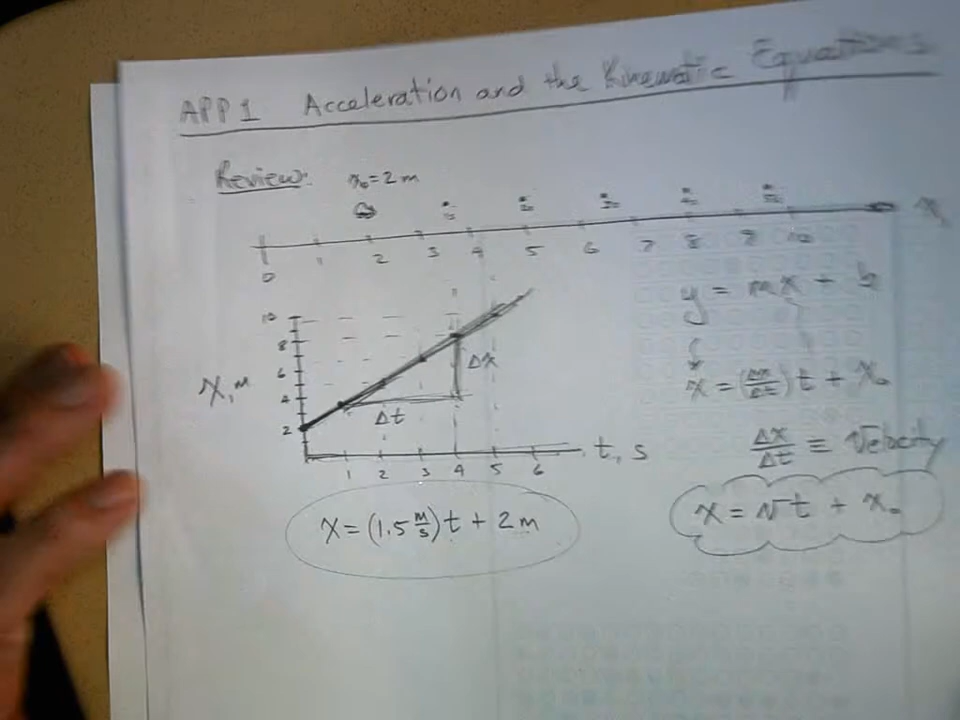 APP 1 Acceleration and the Kinematic Equations
Review: x₀ = 2 m
x
0 1 2 3 4 5 6 7 8 9 10
y = mx + b
10
8
6
4
2
x, m
Δx
Δt
x = (Δx/Δt) t + x₀
1 2 3 4 5 6
t, s
Δx/Δt ≡ velocity
x = (1.5 m/s) t + 2 m
x = v t + x₀